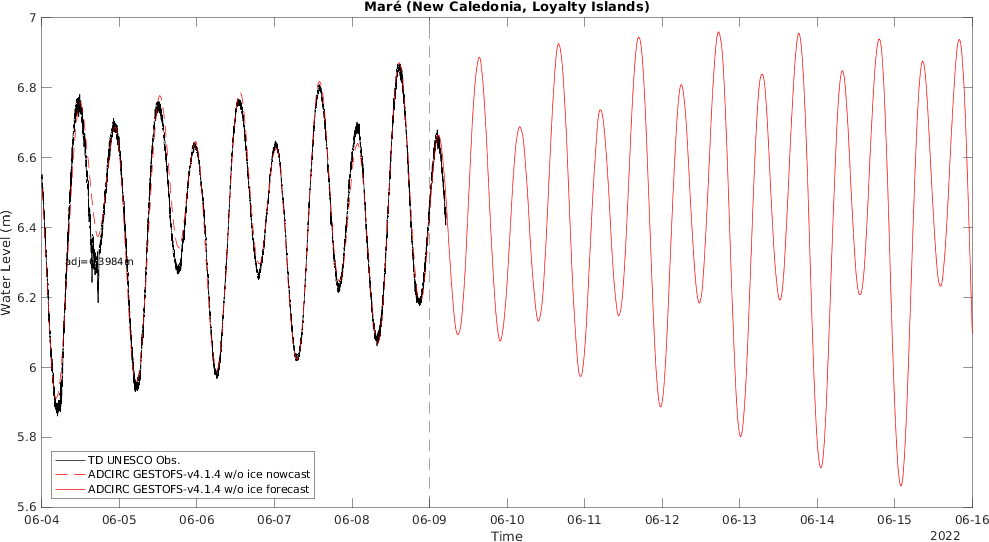 Maré (New Caledonia, Loyalty Islands)
7
6.8
6.6
6.4
6.2
6
5.8
5.6
Water Level (m)
adj=6.3984m
TD UNESCO Obs.
ADCIRC GESTOFS-v4.1.4 w/o ice nowcast
ADCIRC GESTOFS-v4.1.4 w/o ice forecast
06-04 06-05 06-06 06-07 06-08 06-09 06-10 06-11 06-12 06-13 06-14 06-15 06-16
Time
2022